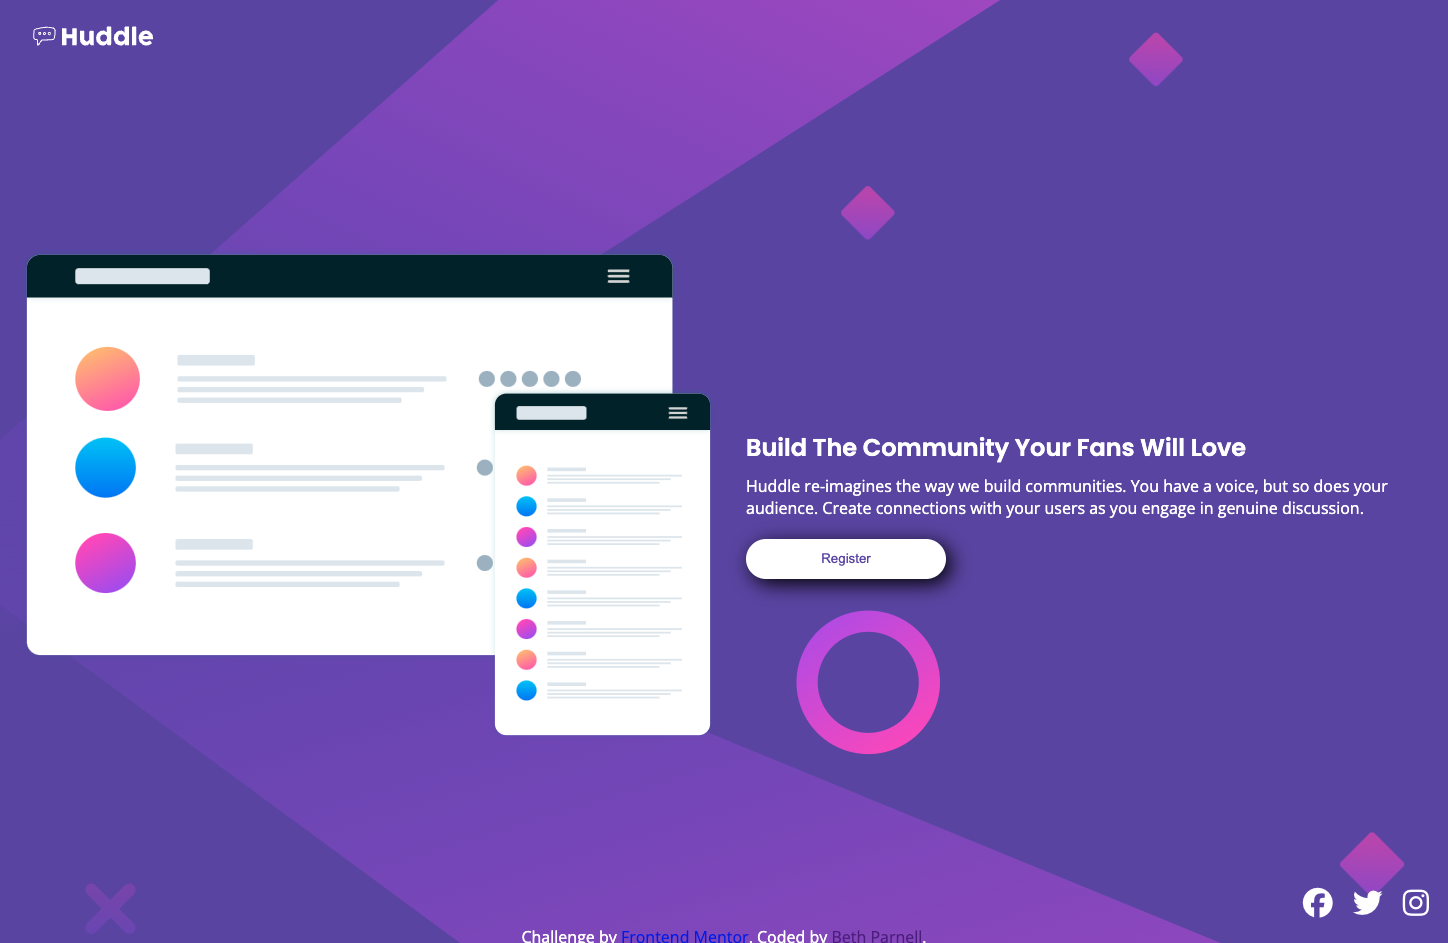 Huddle
Build The Community Your Fans Will Love
Huddle re-imagines the way we build communities. You have a voice, but so does your
audience. Create connections with your users as you engage in genuine discussion.
Register
Challenge by Frontend Mentor. Coded by Beth Parnell.